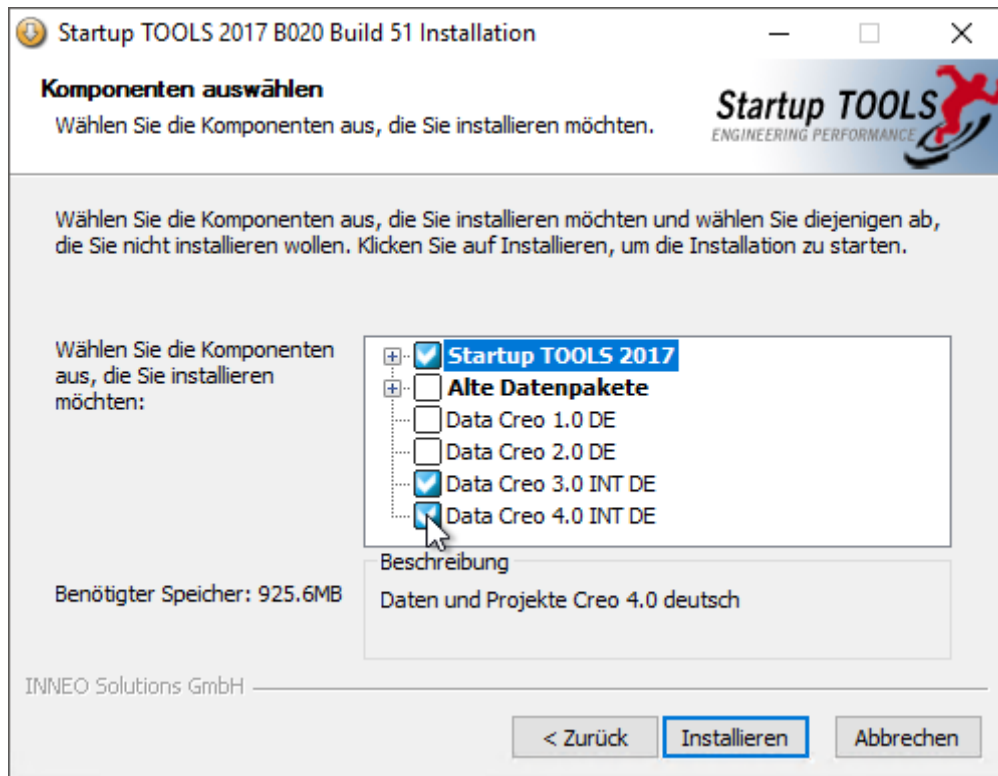 Startup TOOLS 2017 B020 Build 51 Installation
Komponenten auswählen
Wählen Sie die Komponenten aus, die Sie installieren möchten.
Startup TOOLS
ENGINEERING PERFORMANCE
Wählen Sie die Komponenten aus, die Sie installieren möchten und wählen Sie diejenigen ab,
die Sie nicht installieren wollen. Klicken Sie auf Installieren, um die Installation zu starten.
Wählen Sie die Komponenten
aus, die Sie installieren
möchten:
Startup TOOLS 2017
Alte Datenpakete
Data Creo 1.0 DE
Data Creo 2.0 DE
Data Creo 3.0 INT DE
Data Creo 4.0 INT DE
Benötigter Speicher: 925.6MB
Beschreibung
Daten und Projekte Creo 4.0 deutsch
INNEO Solutions GmbH
< Zurück
Installieren
Abbrechen